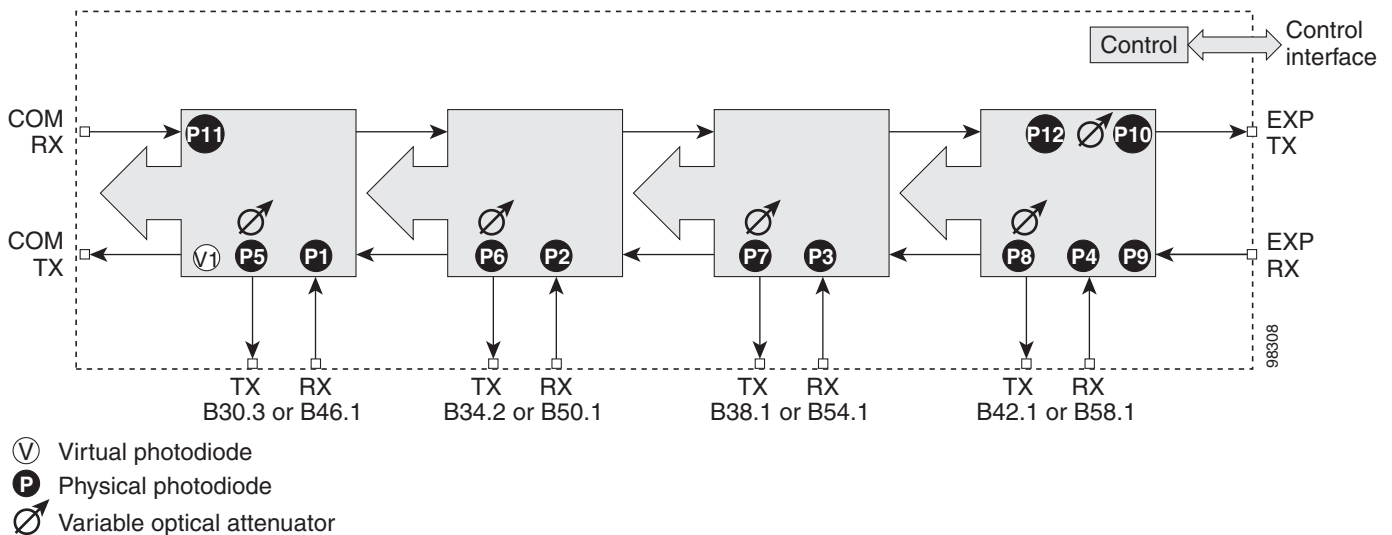 Control
Control
interface
COM
RX
P11
P12
P10
EXP
TX
COM
TX
V1
P5
P1
P6
P2
P7
P3
P8
P4
P9
EXP
RX
98308
TX RX
B30.3 or B46.1
TX RX
B34.2 or B50.1
TX RX
B38.1 or B54.1
TX RX
B42.1 or B58.1
V Virtual photodiode
P Physical photodiode
Variable optical attenuator